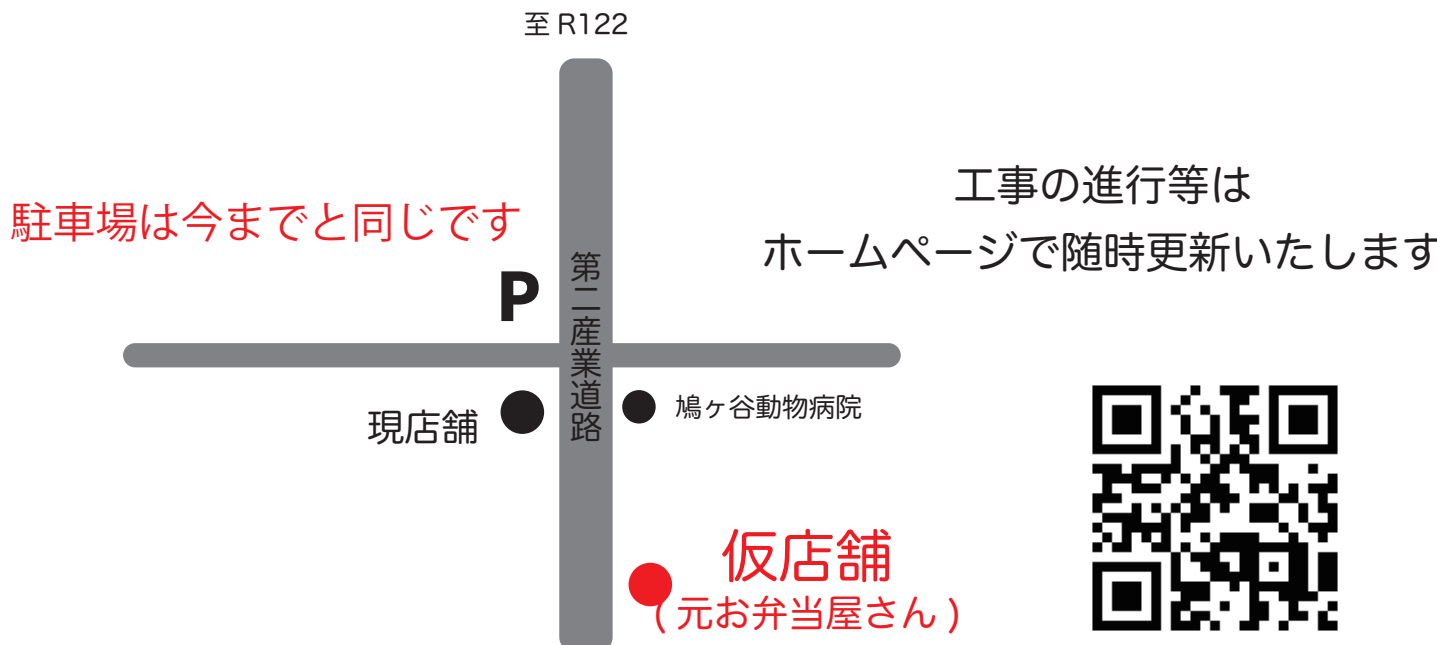 至 R122
工事の進行等は
ホームページで随時更新いたします
駐車場は今までと同じです
P
第二産業道路
現店舗
鳩ヶ谷動物病院
仮店舗
( 元お弁当屋さん )